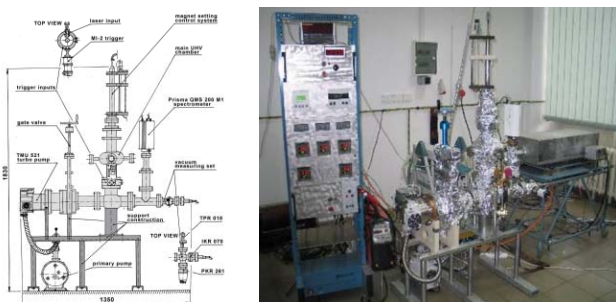 TOP VIEW
laser input
MI-2 trigger
magnet setting
control system
main UHV
chamber
trigger inputs
Prisma QMS 200 M1
spectrometer
gate valve
TMU 521
turbo pump
vacuum
measuring set
1830
support
construction
TOP VIEW
TPR 010
IKR 070
primary pump
PKR 261
1350